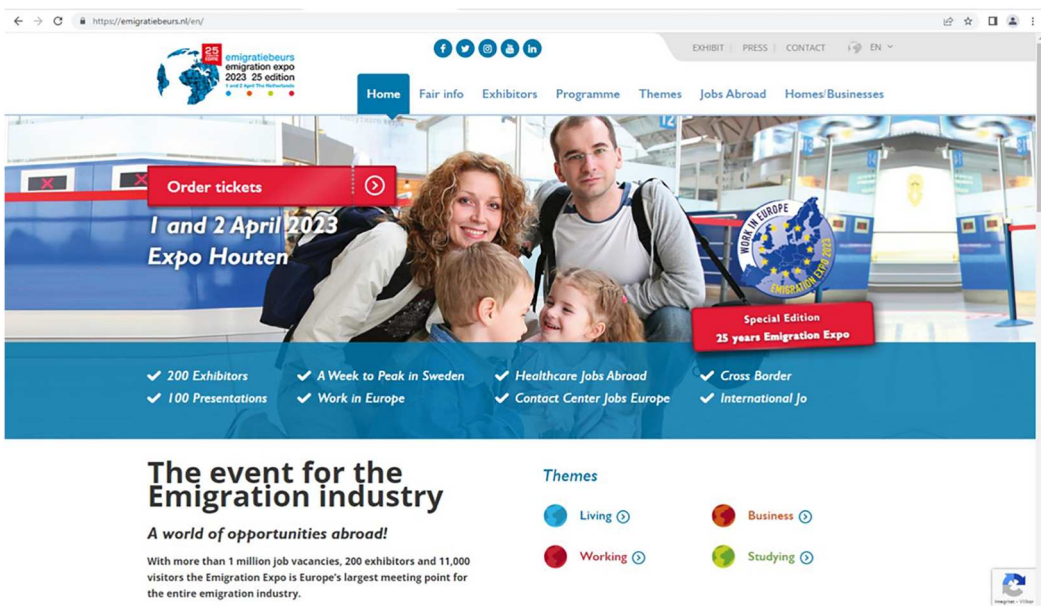 https://emigratiebeurs.nl/en/
25
emigratiebeurs
emigration expo
2023 25 edition
1 and 2 April The Netherlands
EXHIBIT | PRESS | CONTACT EN
Home Fair info Exhibitors Programme Themes Jobs Abroad Homes/Businesses
12
Order tickets
1 and 2 April 2023
Expo Houten
WORK IN EUROPE
EMIGRATION EXPO 2023
Special Edition
25 years Emigration Expo
200 Exhibitors
100 Presentations
A Week to Peak in Sweden
Work in Europe
Healthcare Jobs Abroad
Contact Center Jobs Europe
Cross Border
International Jo
The event for the
Emigration industry
A world of opportunities abroad!
With more than 1 million job vacancies, 200 exhibitors and 11,000
visitors the Emigration Expo is Europe's largest meeting point for
the entire emigration industry.
Themes
Living
Business
Working
Studying